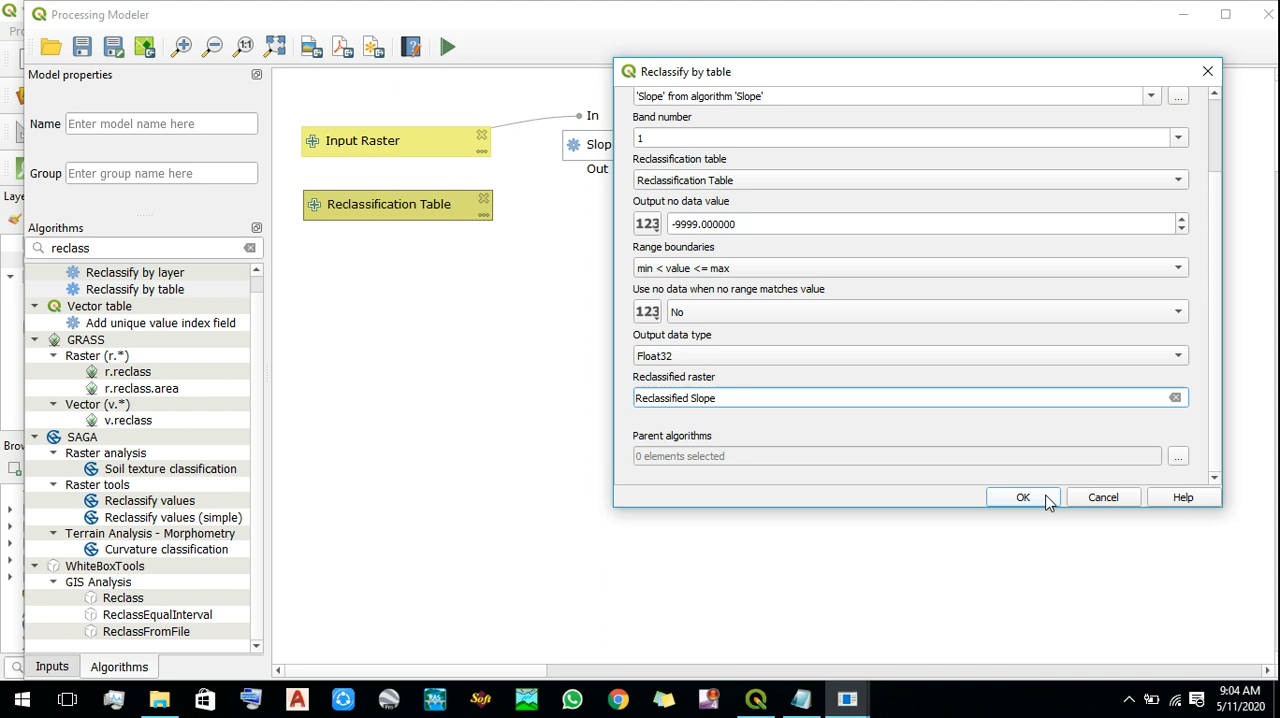 Processing Modeler
Model properties
Name Enter model name here
Group Enter group name here
Algorithms
reclass
Reclassify by layer
Reclassify by table
Vector table
Add unique value index field
GRASS
Raster (r.*)
r.reclass
r.reclass.area
Vector (v.*)
v.reclass
SAGA
Raster analysis
Soil texture classification
Raster tools
Reclassify values
Reclassify values (simple)
Terrain Analysis - Morphometry
Curvature classification
WhiteBoxTools
GIS Analysis
Reclass
ReclassEqualInterval
ReclassFromFile
Inputs Algorithms
Input Raster
Reclassification Table
In
Slop
Out
Reclassify by table
'Slope' from algorithm 'Slope'
...
Band number
1
Reclassification table
Reclassification Table
Output no data value
123 -9999.000000
Range boundaries
min < value <= max
Use no data when no range matches value
123 No
Output data type
Float32
Reclassified raster
Reclassified Slope
Parent algorithms
0 elements selected
...
OK Cancel Help
9:04 AM
5/11/2020